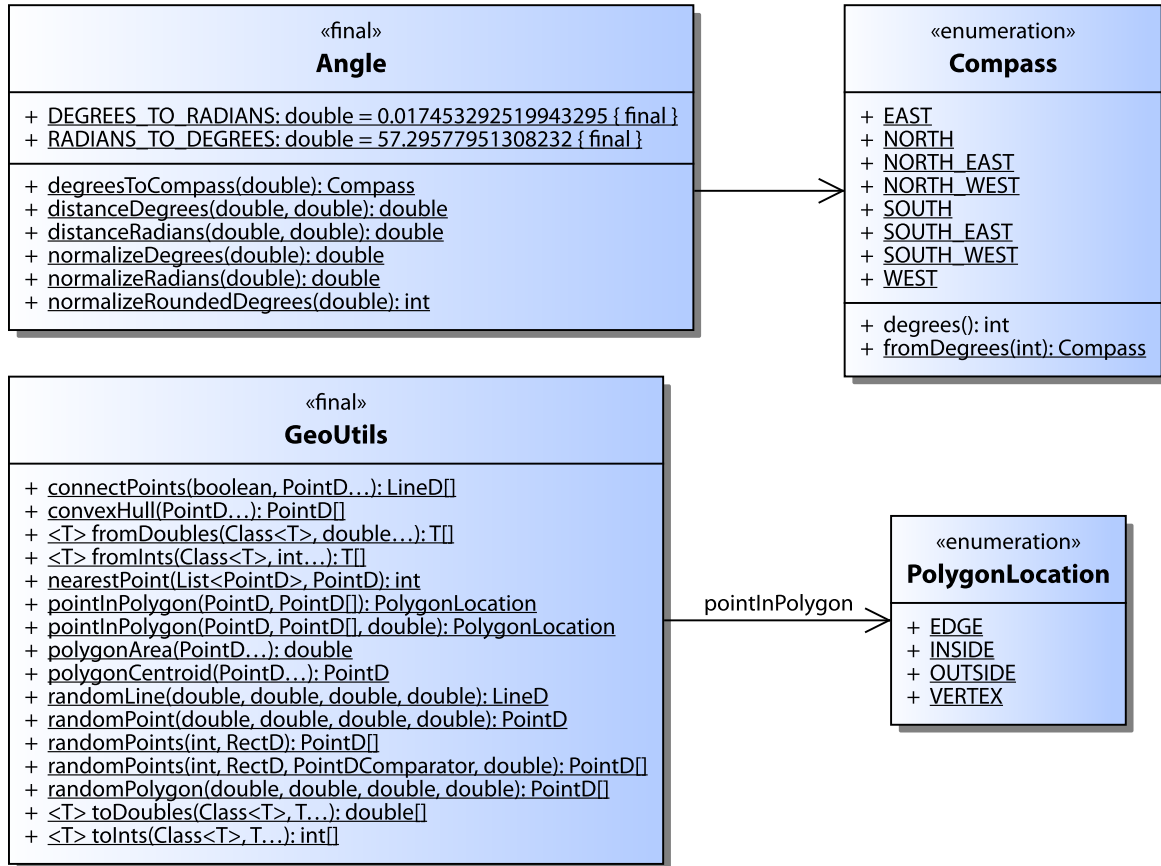 «final»
Angle
+ DEGREES_TO_RADIANS: double = 0.017453292519943295 { final }
+ RADIANS_TO_DEGREES: double = 57.29577951308232 { final }
+ degreesToCompass(double): Compass
+ distanceDegrees(double, double): double
+ distanceRadians(double, double): double
+ normalizeDegrees(double): double
+ normalizeRadians(double): double
+ normalizeRoundedDegrees(double): int
«enumeration»
Compass
+ EAST
+ NORTH
+ NORTH_EAST
+ NORTH_WEST
+ SOUTH
+ SOUTH_EAST
+ SOUTH_WEST
+ WEST
+ degrees(): int
+ fromDegrees(int): Compass
«final»
GeoUtils
+ connectPoints(boolean, PointD…): LineD[]
+ convexHull(PointD…): PointD[]
+ <T> fromDoubles(Class<T>, double…): T[]
+ <T> fromInts(Class<T>, int…): T[]
+ nearestPoint(List<PointD>, PointD): int
+ pointInPolygon(PointD, PointD[]): PolygonLocation
+ pointInPolygon(PointD, PointD[], double): PolygonLocation
+ polygonArea(PointD…): double
+ polygonCentroid(PointD…): PointD
+ randomLine(double, double, double, double): LineD
+ randomPoint(double, double, double, double): PointD
+ randomPoints(int, RectD): PointD[]
+ randomPoints(int, RectD, PointDComparator, double): PointD[]
+ randomPolygon(double, double, double, double): PointD[]
+ <T> toDoubles(Class<T>, T…): double[]
+ <T> toInts(Class<T>, T…): int[]
pointInPolygon
«enumeration»
PolygonLocation
+ EDGE
+ INSIDE
+ OUTSIDE
+ VERTEX